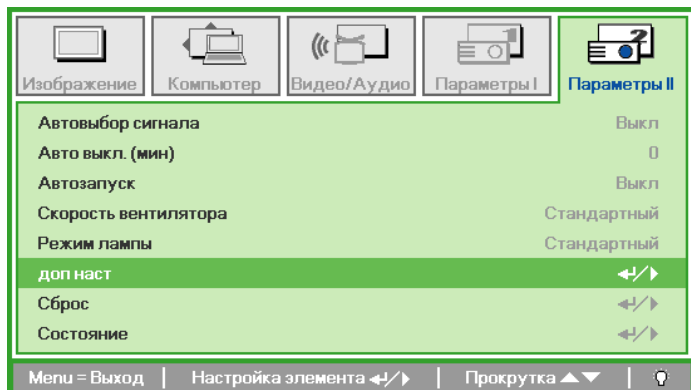 Изображение
Компьютер
Видео/Аудио
Параметры I
Параметры II
Автовыбор сигнала Выкл
Авто выкл. (мин) 0
Автозапуск Выкл
Скорость вентилятора Стандартный
Режим лампы Стандартный
доп наст
Сброс
Состояние
Menu = Выход | Настройка элемента | Прокрутка